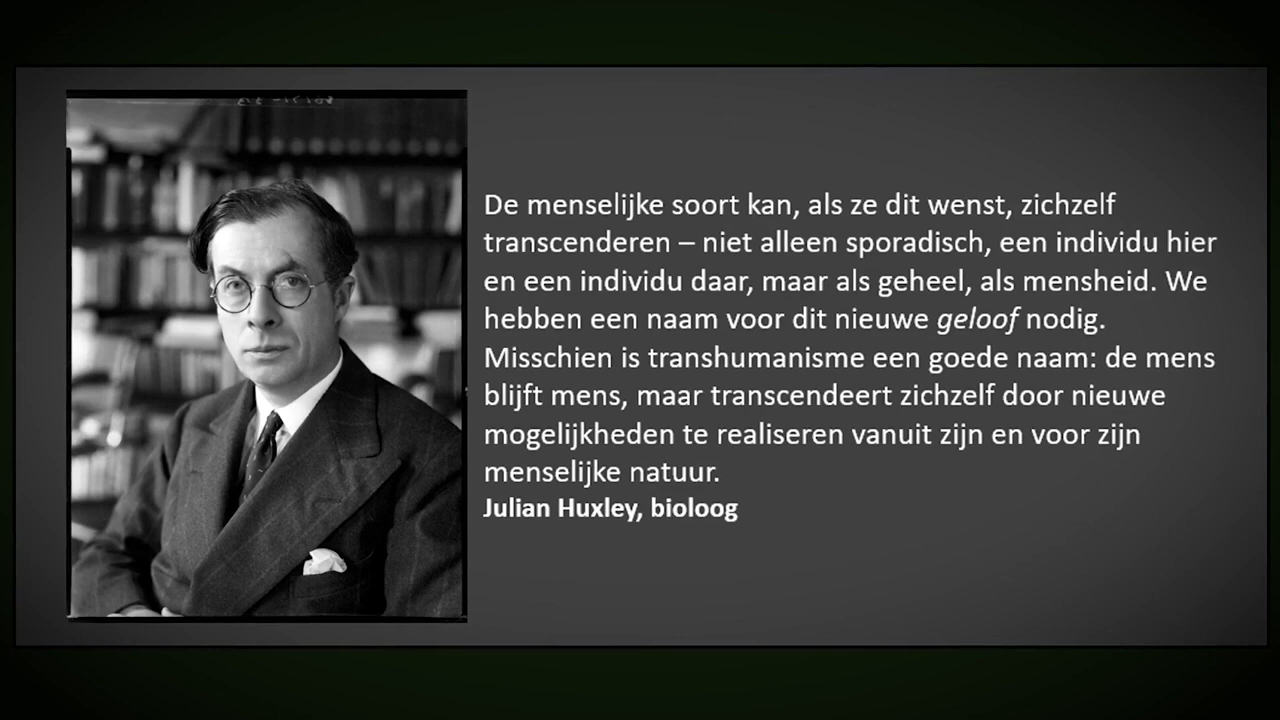 De menselijke soort kan, als ze dit wenst, zichzelf
transcenderen – niet alleen sporadisch, een individu hier
en een individu daar, maar als geheel, als mensheid. We
hebben een naam voor dit nieuwe geloof nodig.
Misschien is transhumanisme een goede naam: de mens
blijft mens, maar transcendeert zichzelf door nieuwe
mogelijkheden te realiseren vanuit zijn en voor zijn
menselijke natuur.
Julian Huxley, bioloog